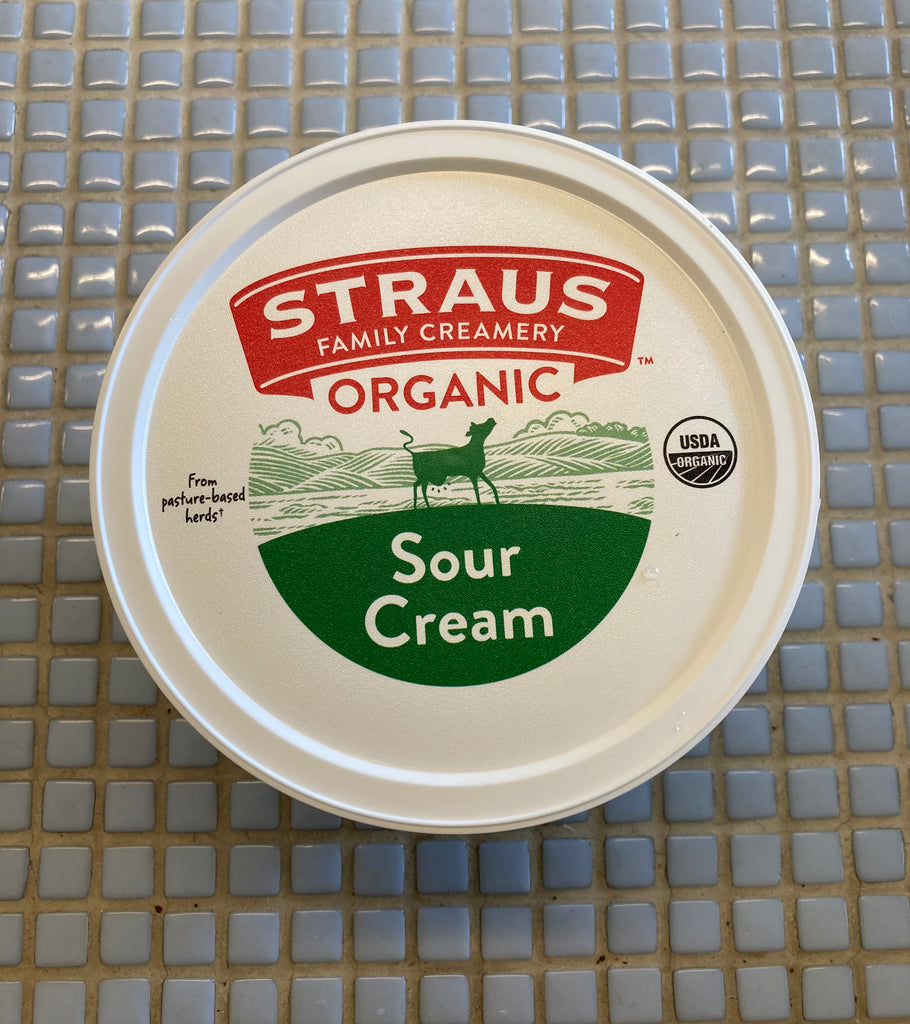 STRAUS
FAMILY CREAMERY
™
ORGANIC
USDA
ORGANIC
From
pasture-based
herds†
Sour
Cream